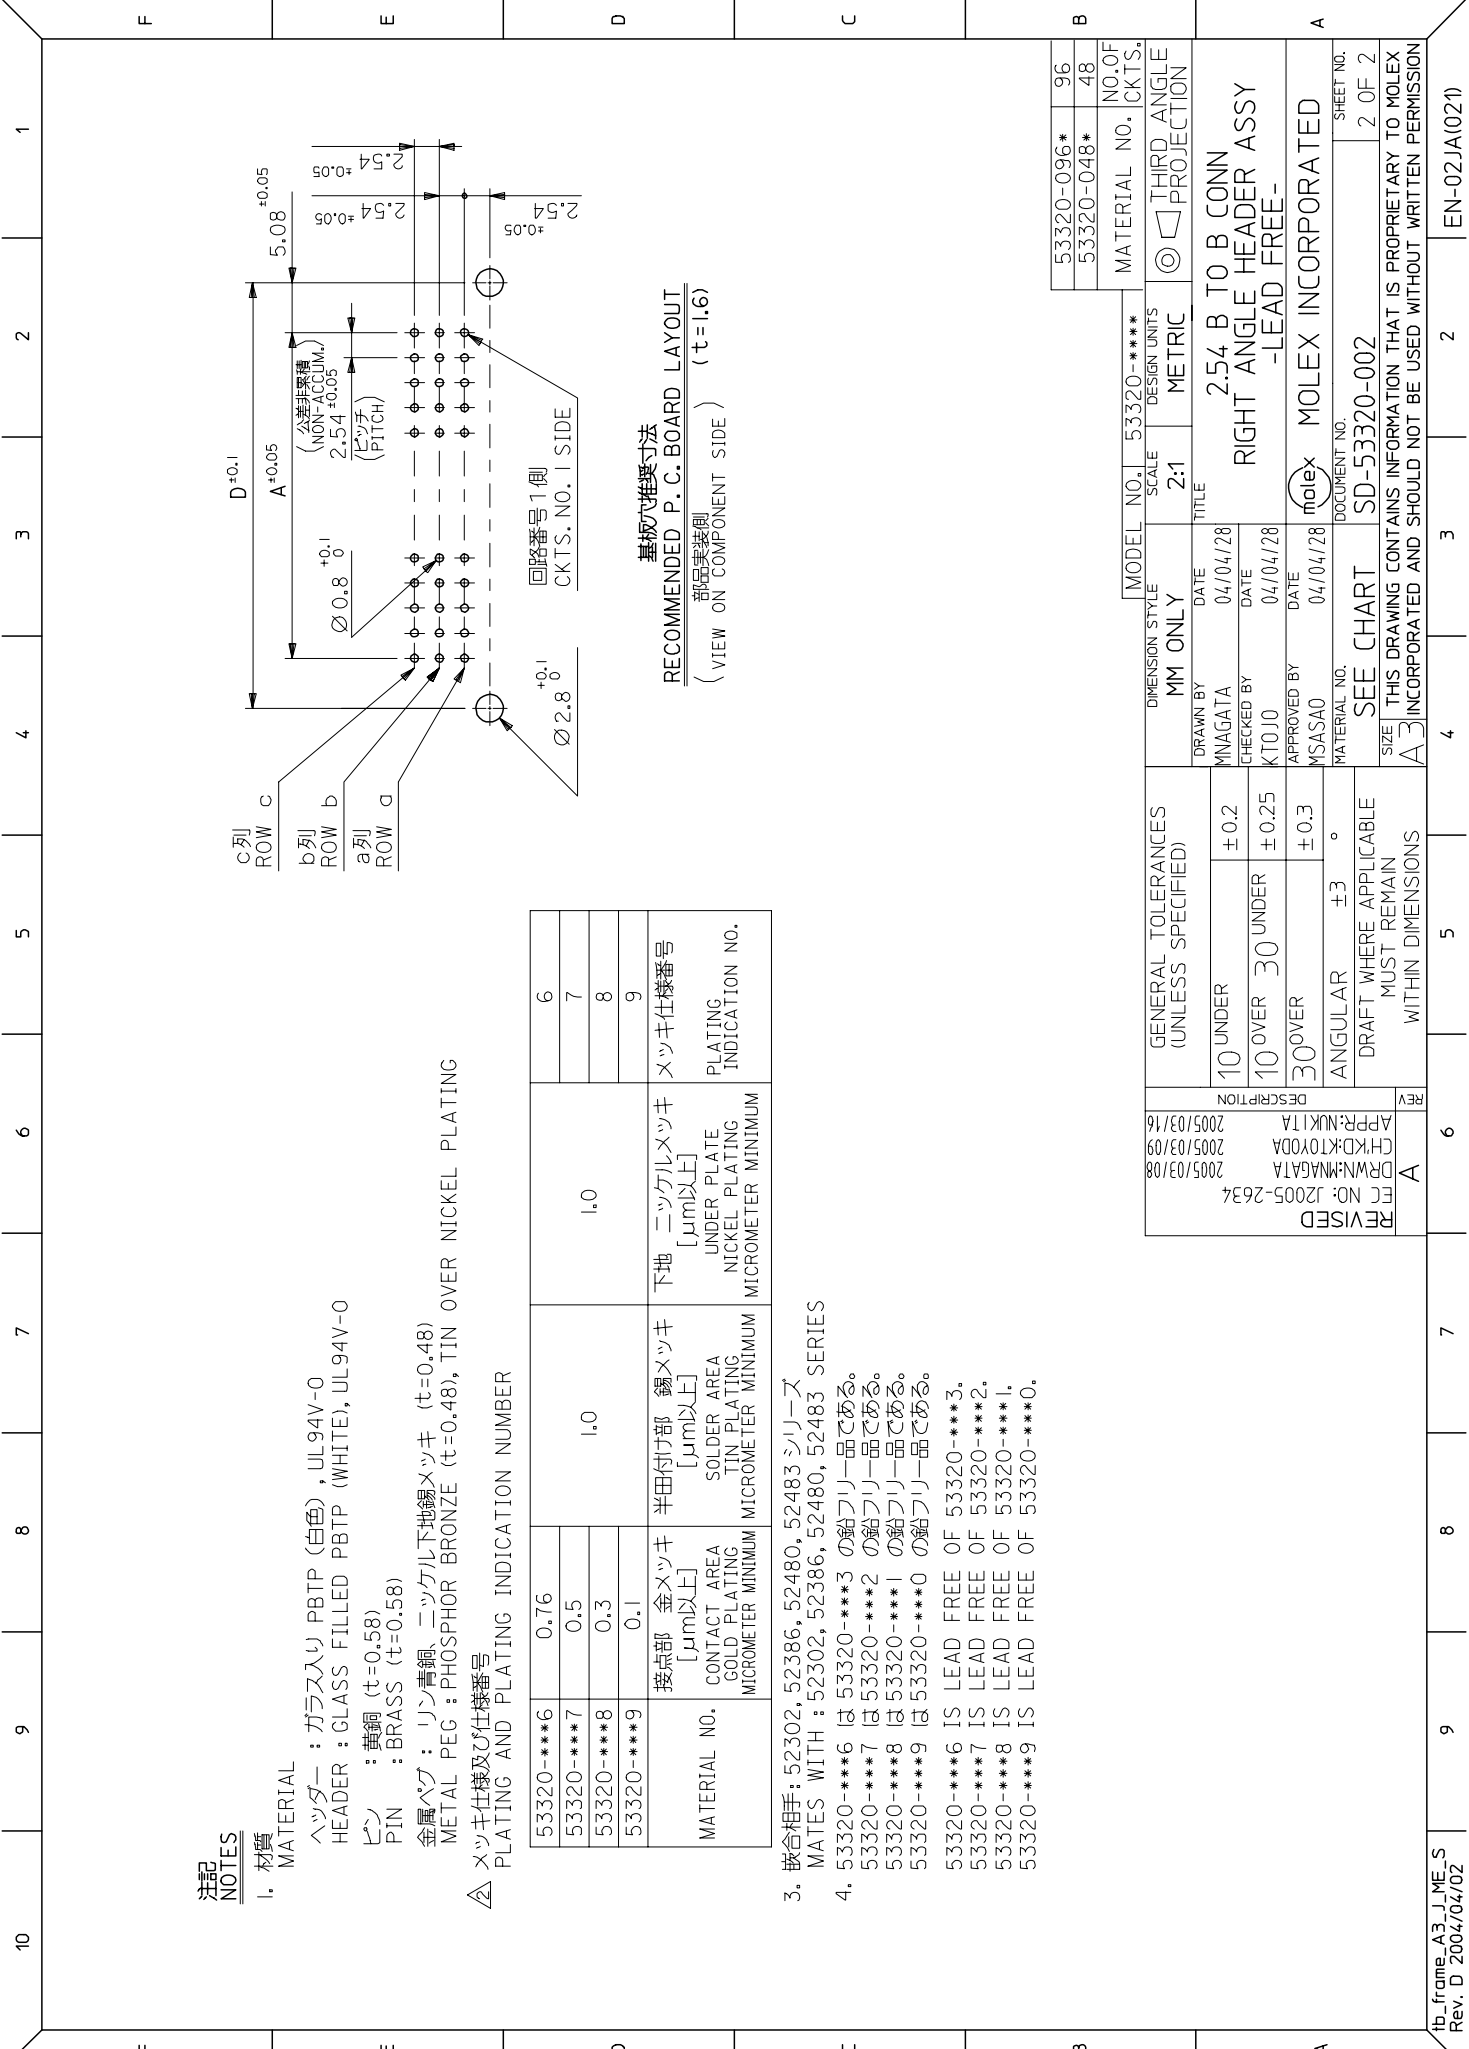 注記
NOTES
1. 材質
MATERIAL
ヘッダー : ガラス入り PBTP (白色) , UL94V-0
HEADER : GLASS FILLED PBTP (WHITE), UL94V-0
ピン : 黄銅 (t=0.58)
PIN : BRASS (t=0.58)
金属ペグ : リン青銅、ニッケル下地錫メッキ (t=0.48)
METAL PEG : PHOSPHOR BRONZE (t=0.48), TIN OVER NICKEL PLATING
2 メッキ仕様及び仕様番号
PLATING AND PLATING INDICATION NUMBER
53320-***6 0.76 6
53320-***7 0.5 7
1.0 1.0
53320-***8 0.3 8
53320-***9 0.1 9
MATERIAL NO.
接点部 金メッキ
[μm以上]
CONTACT AREA
GOLD PLATING
MICROMETER MINIMUM
半田付け部 錫メッキ
[μm以上]
SOLDER AREA
TIN PLATING
MICROMETER MINIMUM
下地 ニッケルメッキ
[μm以上]
UNDER PLATE
NICKEL PLATING
MICROMETER MINIMUM
メッキ仕様番号
PLATING
INDICATION NO.
3. 嵌合相手: 52302, 52386, 52480, 52483 シリーズ
MATES WITH : 52302, 52386, 52480, 52483 SERIES
4. 53320-***6 は 53320-***3 の鉛フリー品である。
53320-***7 は 53320-***2 の鉛フリー品である。
53320-***8 は 53320-***1 の鉛フリー品である。
53320-***9 は 53320-***0 の鉛フリー品である。
53320-***6 IS LEAD FREE OF 53320-***3.
53320-***7 IS LEAD FREE OF 53320-***2.
53320-***8 IS LEAD FREE OF 53320-***1.
53320-***9 IS LEAD FREE OF 53320-***0.
c列
ROW c
b列
ROW b
a列
ROW a
D ±0.1
A ±0.05
5.08 ±0.05
(公差非累積)
(NON-ACCUM.)
2.54 ±0.05
(ピッチ)
(PITCH)
Ø0.8 +0.1 0
Ø2.8 +0.1 0
2.54 ±0.05
2.54 ±0.05
2.54 ±0.05
回路番号1側
CKTS. NO. 1 SIDE
基板穴推奨寸法
RECOMMENDED P. C. BOARD LAYOUT
部品実装側
(VIEW ON COMPONENT SIDE) (t=1.6)
53320-096* 96
53320-048* 48
MATERIAL NO. NO.OF CKTS.
MODEL NO. 53320-****
REVISED
EC NO: J2005-2634
DRWN:MNAGATA 2005/03/08
CH'KD:KTOYODA 2005/03/09
APPR:NUKITA 2005/03/16
DESCRIPTION
A
REV
GENERAL TOLERANCES
(UNLESS SPECIFIED)
10 UNDER ±0.2
10 OVER 30 UNDER ±0.25
30 OVER ±0.3
ANGULAR ±3 °
DRAFT WHERE APPLICABLE
MUST REMAIN
WITHIN DIMENSIONS
DIMENSION STYLE
MM ONLY
SCALE
2:1
DESIGN UNITS
METRIC
THIRD ANGLE
PROJECTION
DRAWN BY DATE
MNAGATA 04/04/28
CHECKED BY DATE
KTOJO 04/04/28
APPROVED BY DATE
MSASAO 04/04/28
TITLE
2.54 B TO B CONN
RIGHT ANGLE HEADER ASSY
-LEAD FREE-
molex MOLEX INCORPORATED
MATERIAL NO.
SEE CHART
DOCUMENT NO.
SD-53320-002
SHEET NO.
2 OF 2
SIZE
A3
THIS DRAWING CONTAINS INFORMATION THAT IS PROPRIETARY TO MOLEX
INCORPORATED AND SHOULD NOT BE USED WITHOUT WRITTEN PERMISSION
10 9 8 7 6 5 4 3 2 1
10 9 8 7 6 5 4 3 2 1
F
E
D
C
B
A
tb_frame_A3_J_ME_S
Rev. D 2004/04/02
EN-02JA(021)